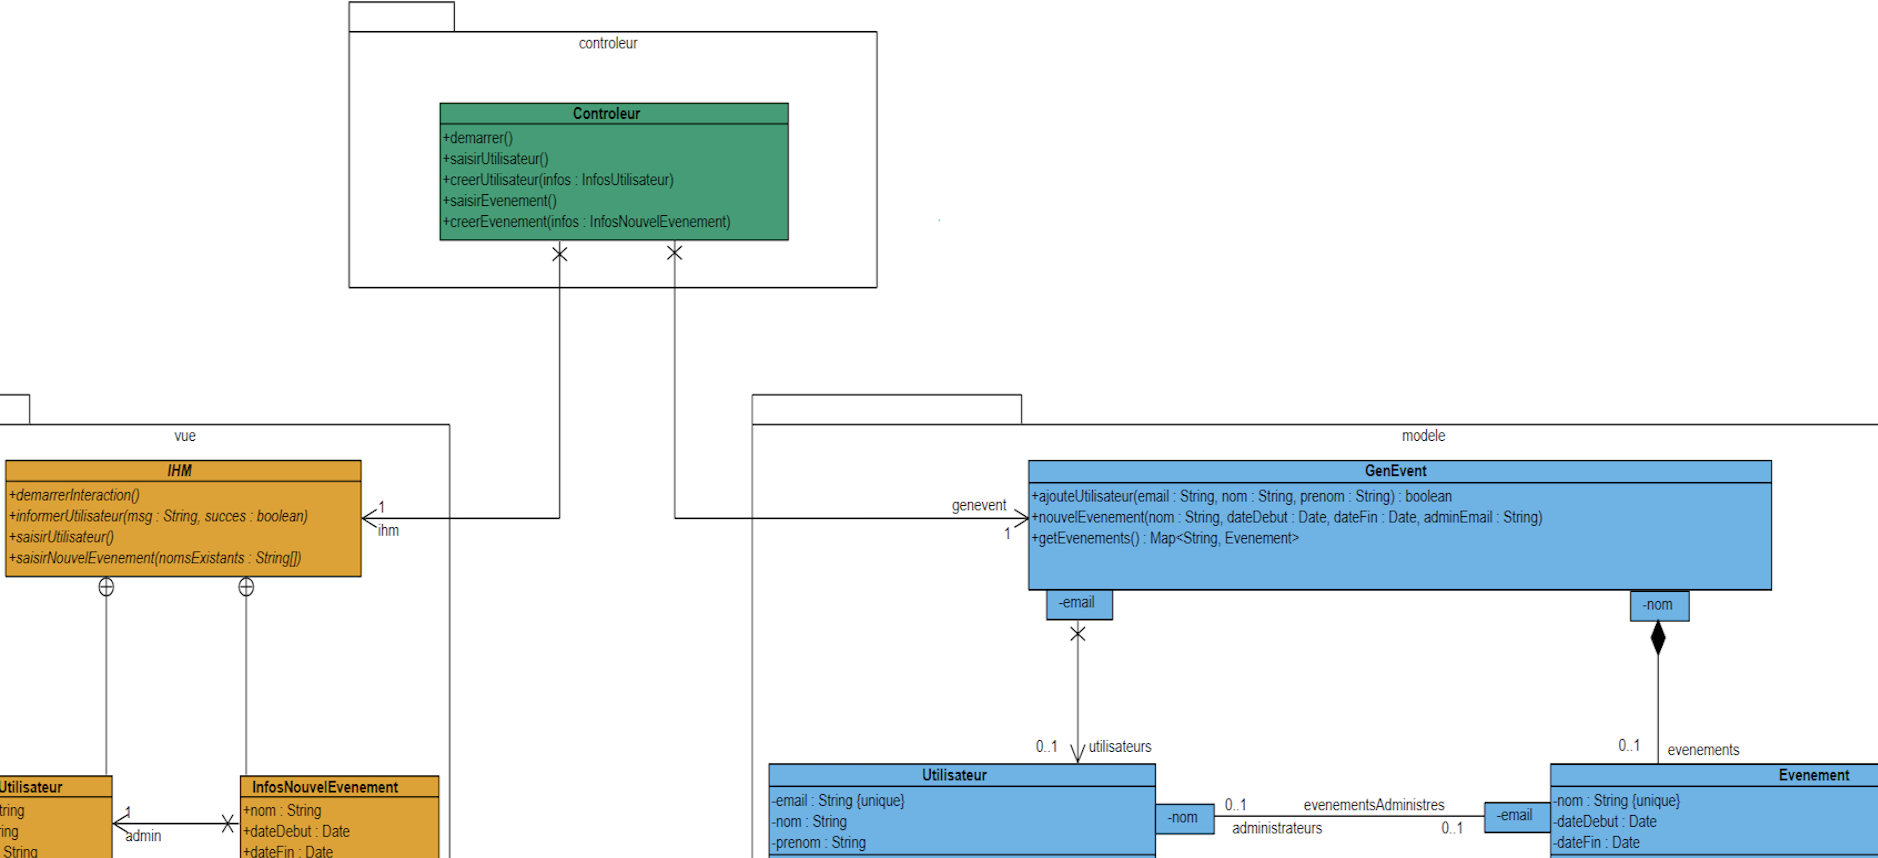 controleur
Controleur
+demarrer()
+saisirUtilisateur()
+creerUtilisateur(infos : InfosUtilisateur)
+saisirEvenement()
+creerEvenement(infos : InfosNouvelEvenement)
vue
IHM
+demarrerInteraction()
+informerUtilisateur(msg : String, succes : boolean)
+saisirUtilisateur()
+saisirNouvelEvenement(nomsExistants : String[])
1
ihm
genevent
1
modele
GenEvent
+ajouteUtilisateur(email : String, nom : String, prenom : String) : boolean
+nouvelEvenement(nom : String, dateDebut : Date, dateFin : Date, adminEmail : String)
+getEvenements() : Map<String, Evenement>
-email
-nom
0..1
utilisateurs
0..1
evenements
Utilisateur
tring
ring
String
1
admin
InfosNouvelEvenement
+nom : String
+dateDebut : Date
+dateFin : Date
Utilisateur
-email : String {unique}
-nom : String
-prenom : String
-nom
0..1
evenementsAdministres
administrateurs
0..1
-email
Evenement
-nom : String {unique}
-dateDebut : Date
-dateFin : Date